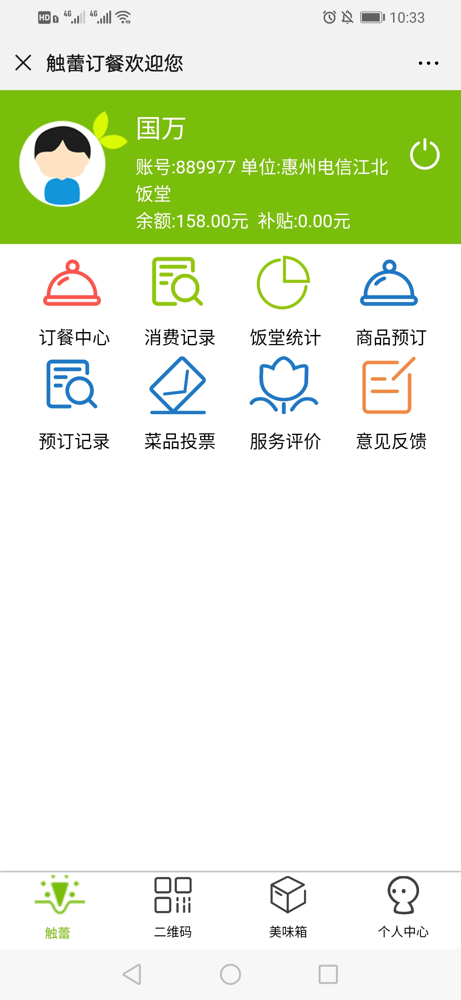 HD 1 4G 4G 10:33
触蕾订餐欢迎您
国万
账号:889977 单位:惠州电信江北
饭堂
余额:158.00元 补贴:0.00元
订餐中心 消费记录 饭堂统计 商品预订
预订记录 菜品投票 服务评价 意见反馈
触蕾 二维码 美味箱 个人中心